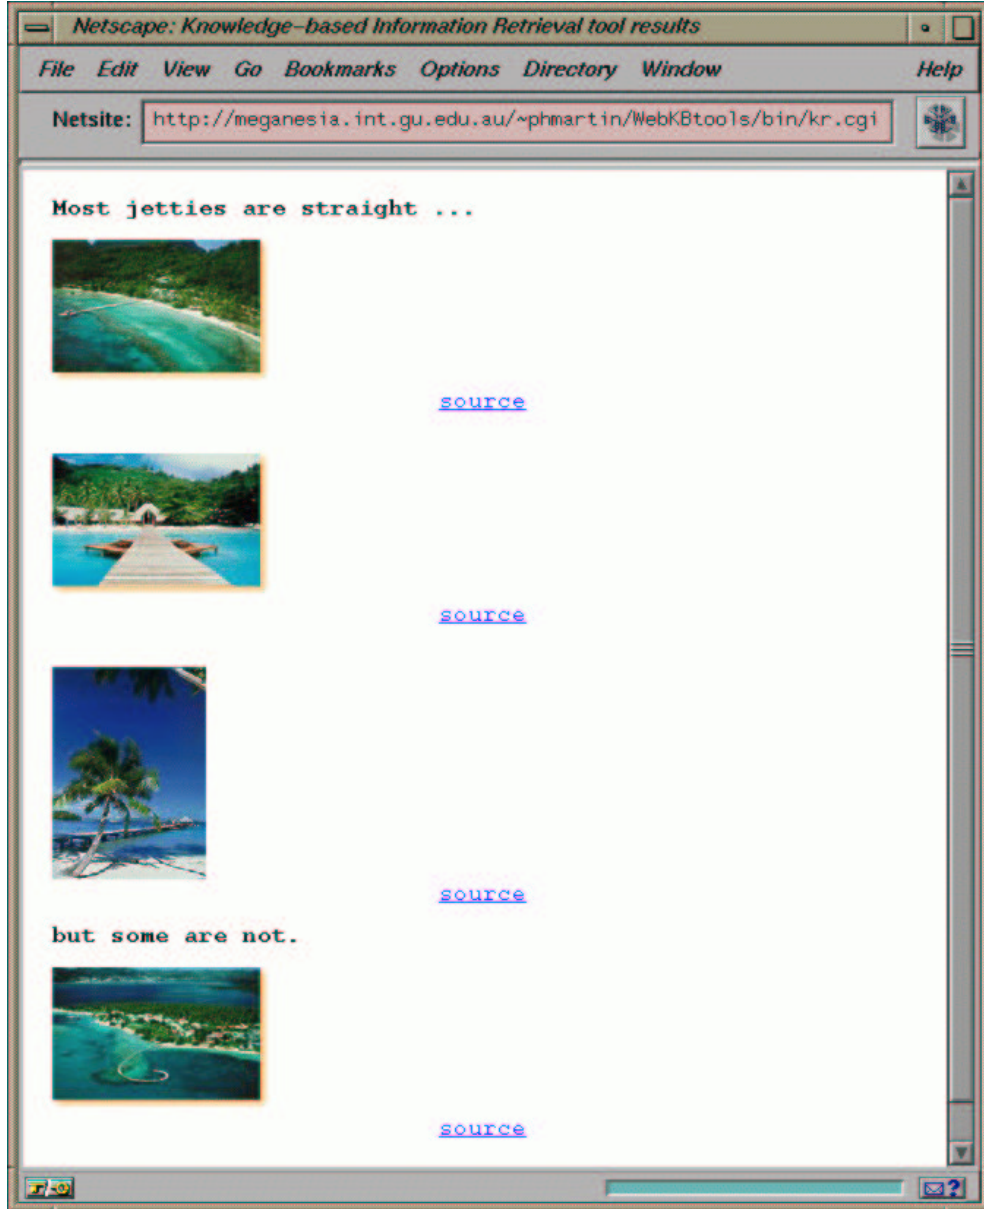 Netscape: Knowledge-based Information Retrieval tool results
File Edit View Go Bookmarks Options Directory Window Help
Netsite: http://meganesia.int.gu.edu.au/~phmartin/WebKBtools/bin/kr.cgi
Most jetties are straight ...
source
source
source
but some are not.
source
?